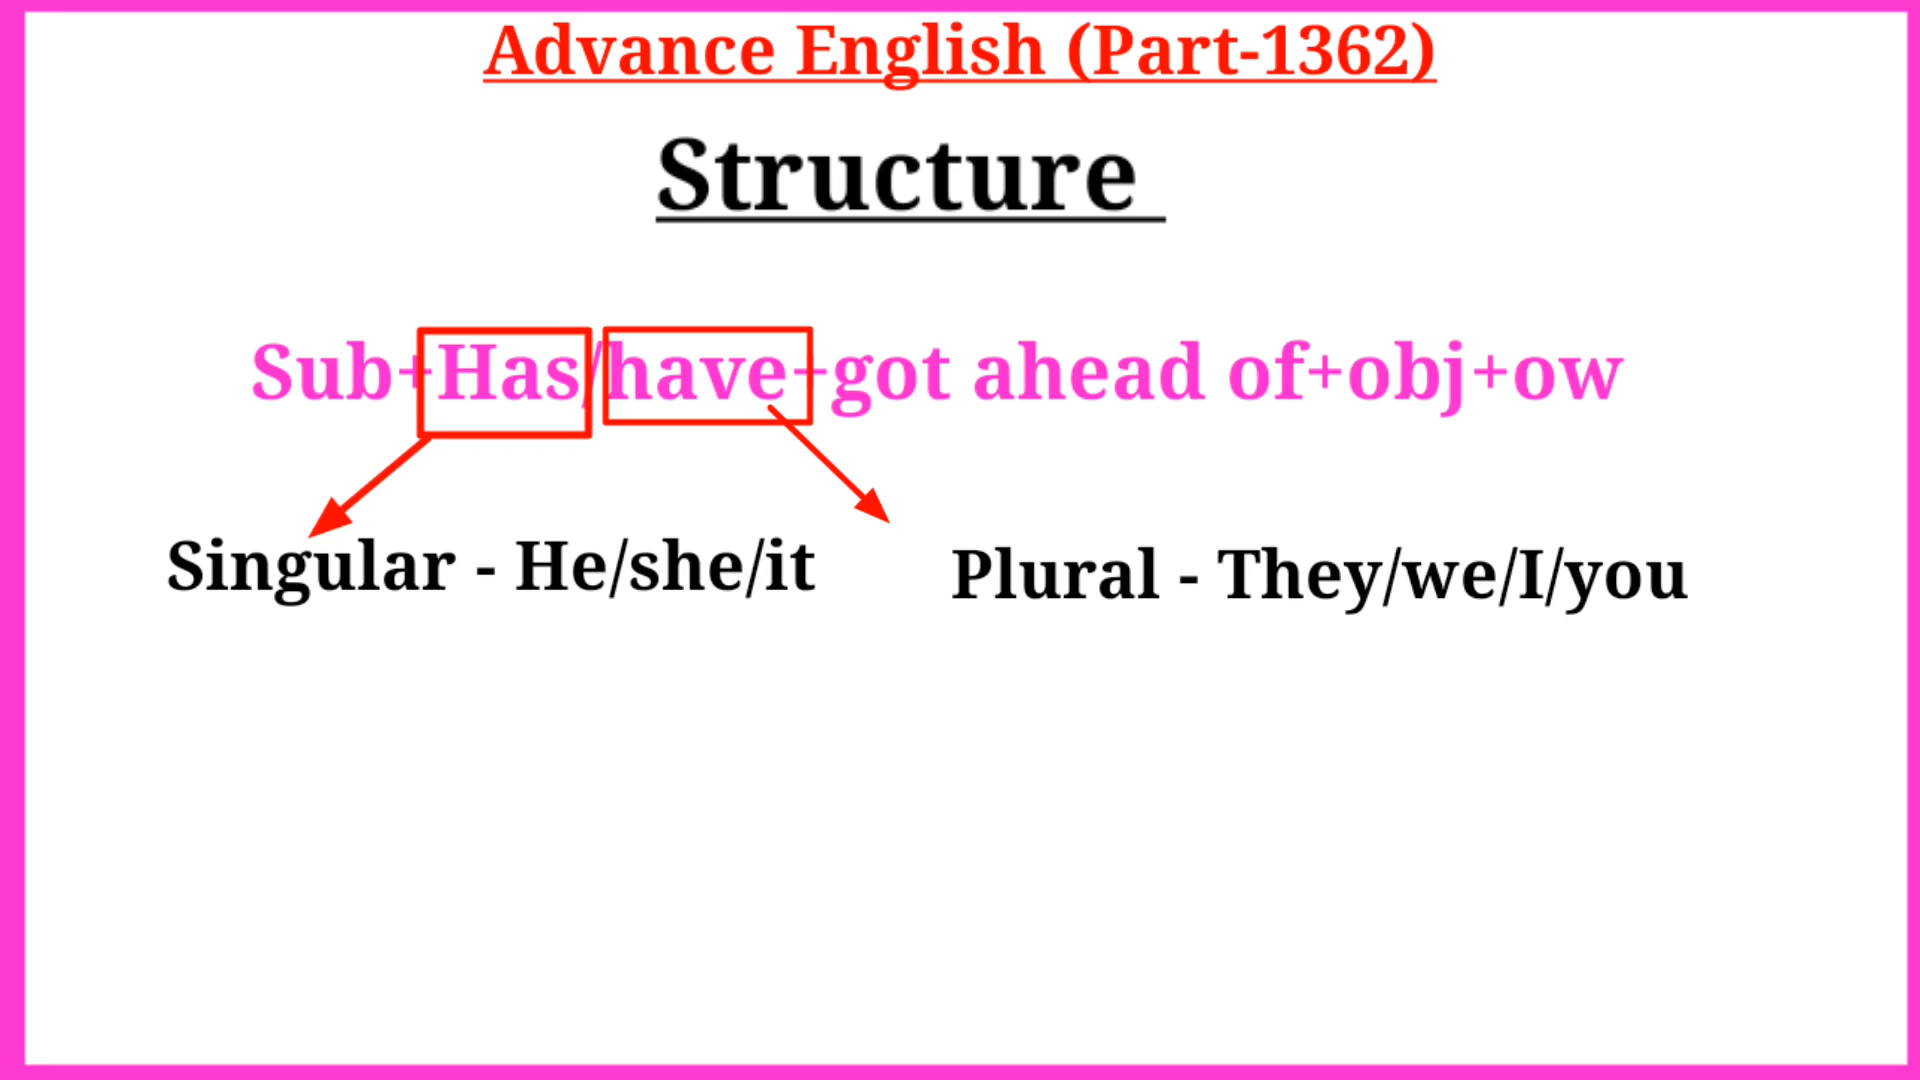 Advance English (Part-1362)
Structure
Sub+Has/have+got ahead of+obj+ow
Singular - He/she/it
Plural - They/we/I/you